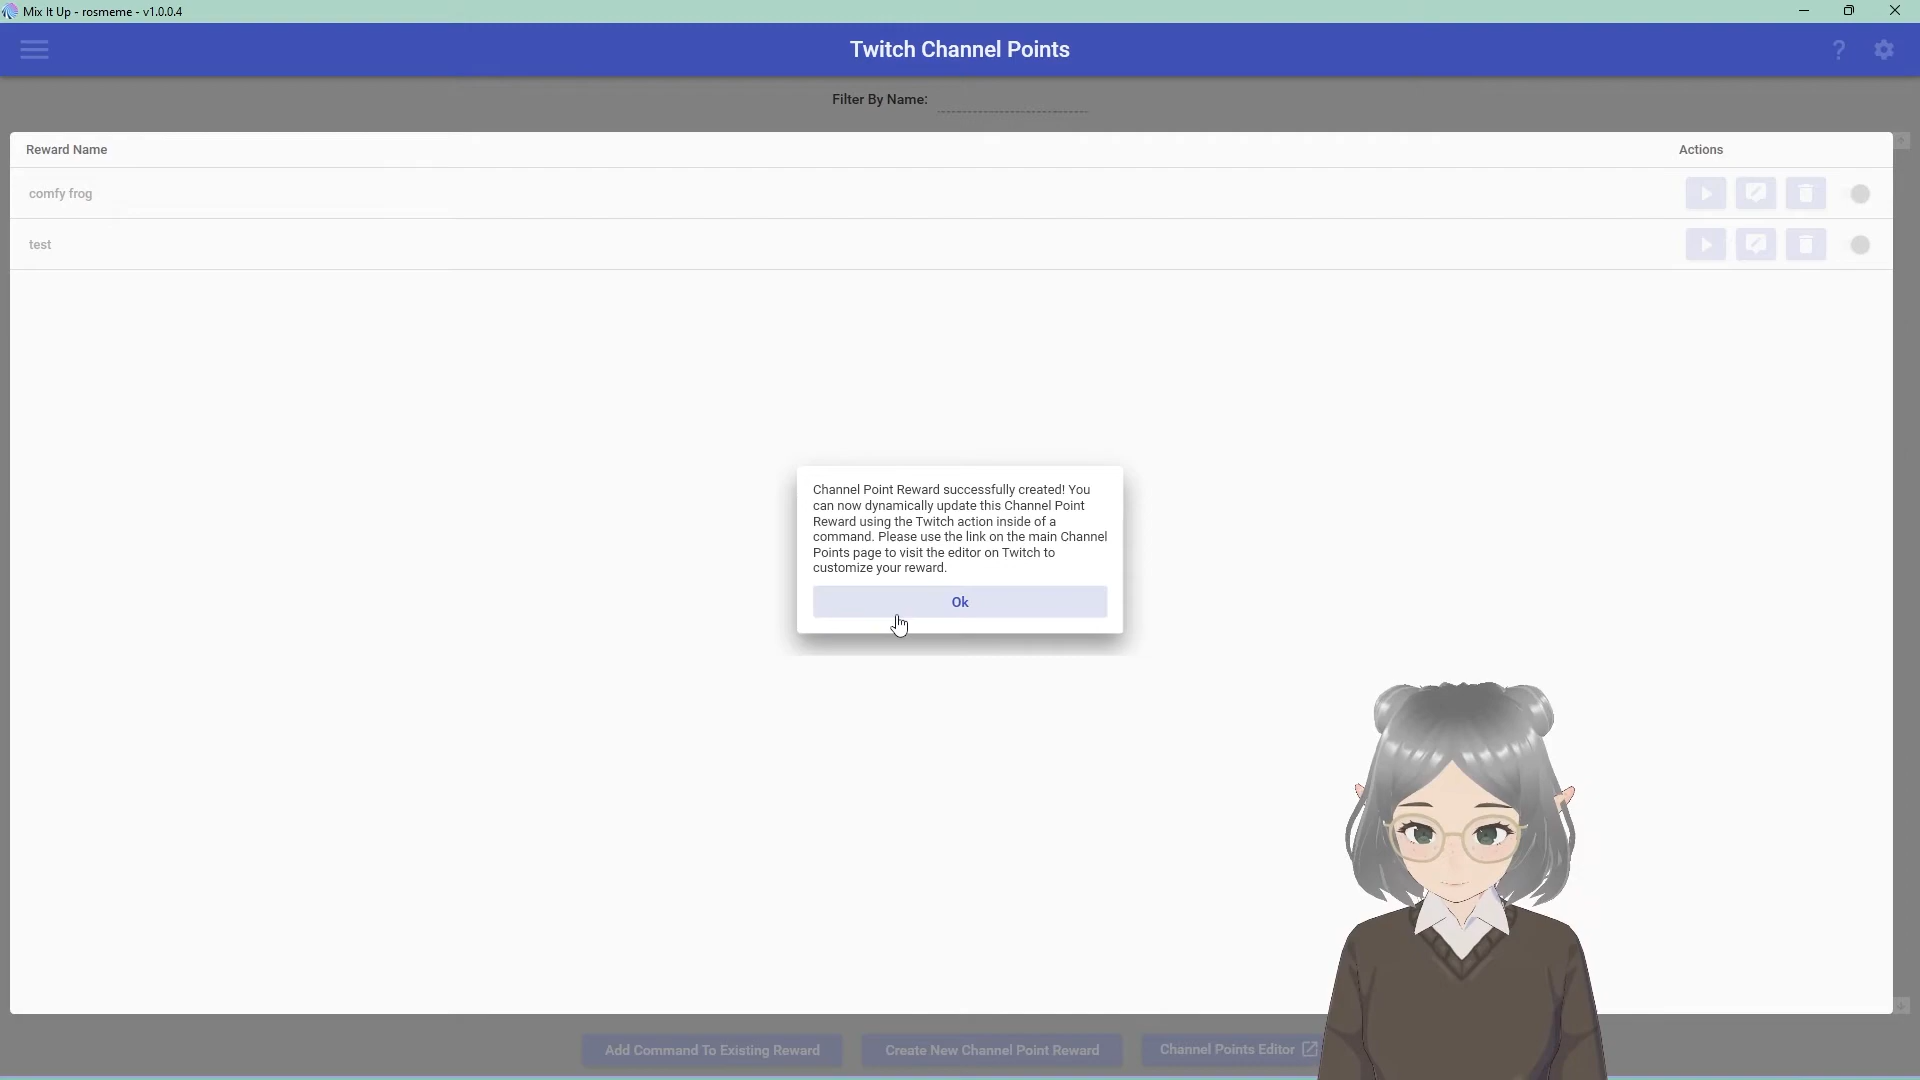 Mix It Up - rosmeme - v1.0.0.4
Twitch Channel Points
?
Filter By Name:
Reward Name
Actions
comfy frog
test
Channel Point Reward successfully created! You
can now dynamically update this Channel Point
Reward using the Twitch action inside of a
command. Please use the link on the main Channel
Points page to visit the editor on Twitch to
customize your reward.
Ok
Add Command To Existing Reward
Create New Channel Point Reward
Channel Points Editor